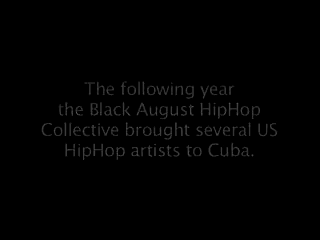 The following year
the Black August HipHop
Collective brought several US
HipHop artists to Cuba.